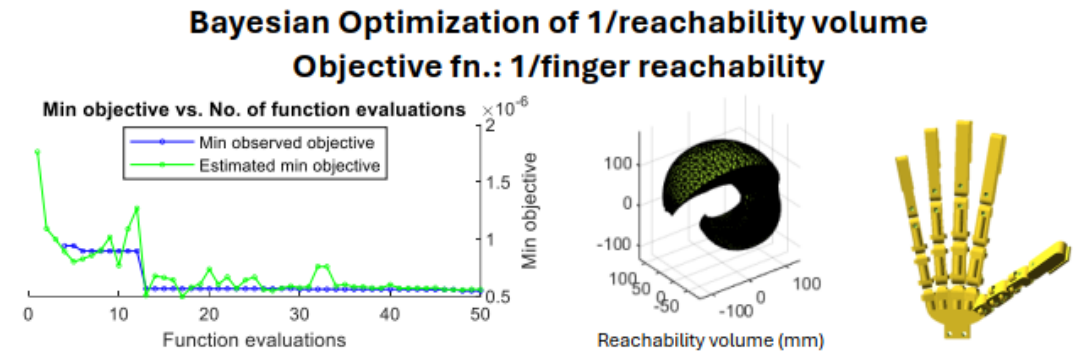 Bayesian Optimization of 1/reachability volume
Objective fn.: 1/finger reachability
Min objective vs. No. of function evaluations
×10⁻⁶
Min observed objective
Estimated min objective
2
1.5
1
0.5
Min objective
0 10 20 30 40 50
Function evaluations
100
0
-100
100
50
0
-50
-100
0
100
Reachability volume (mm)